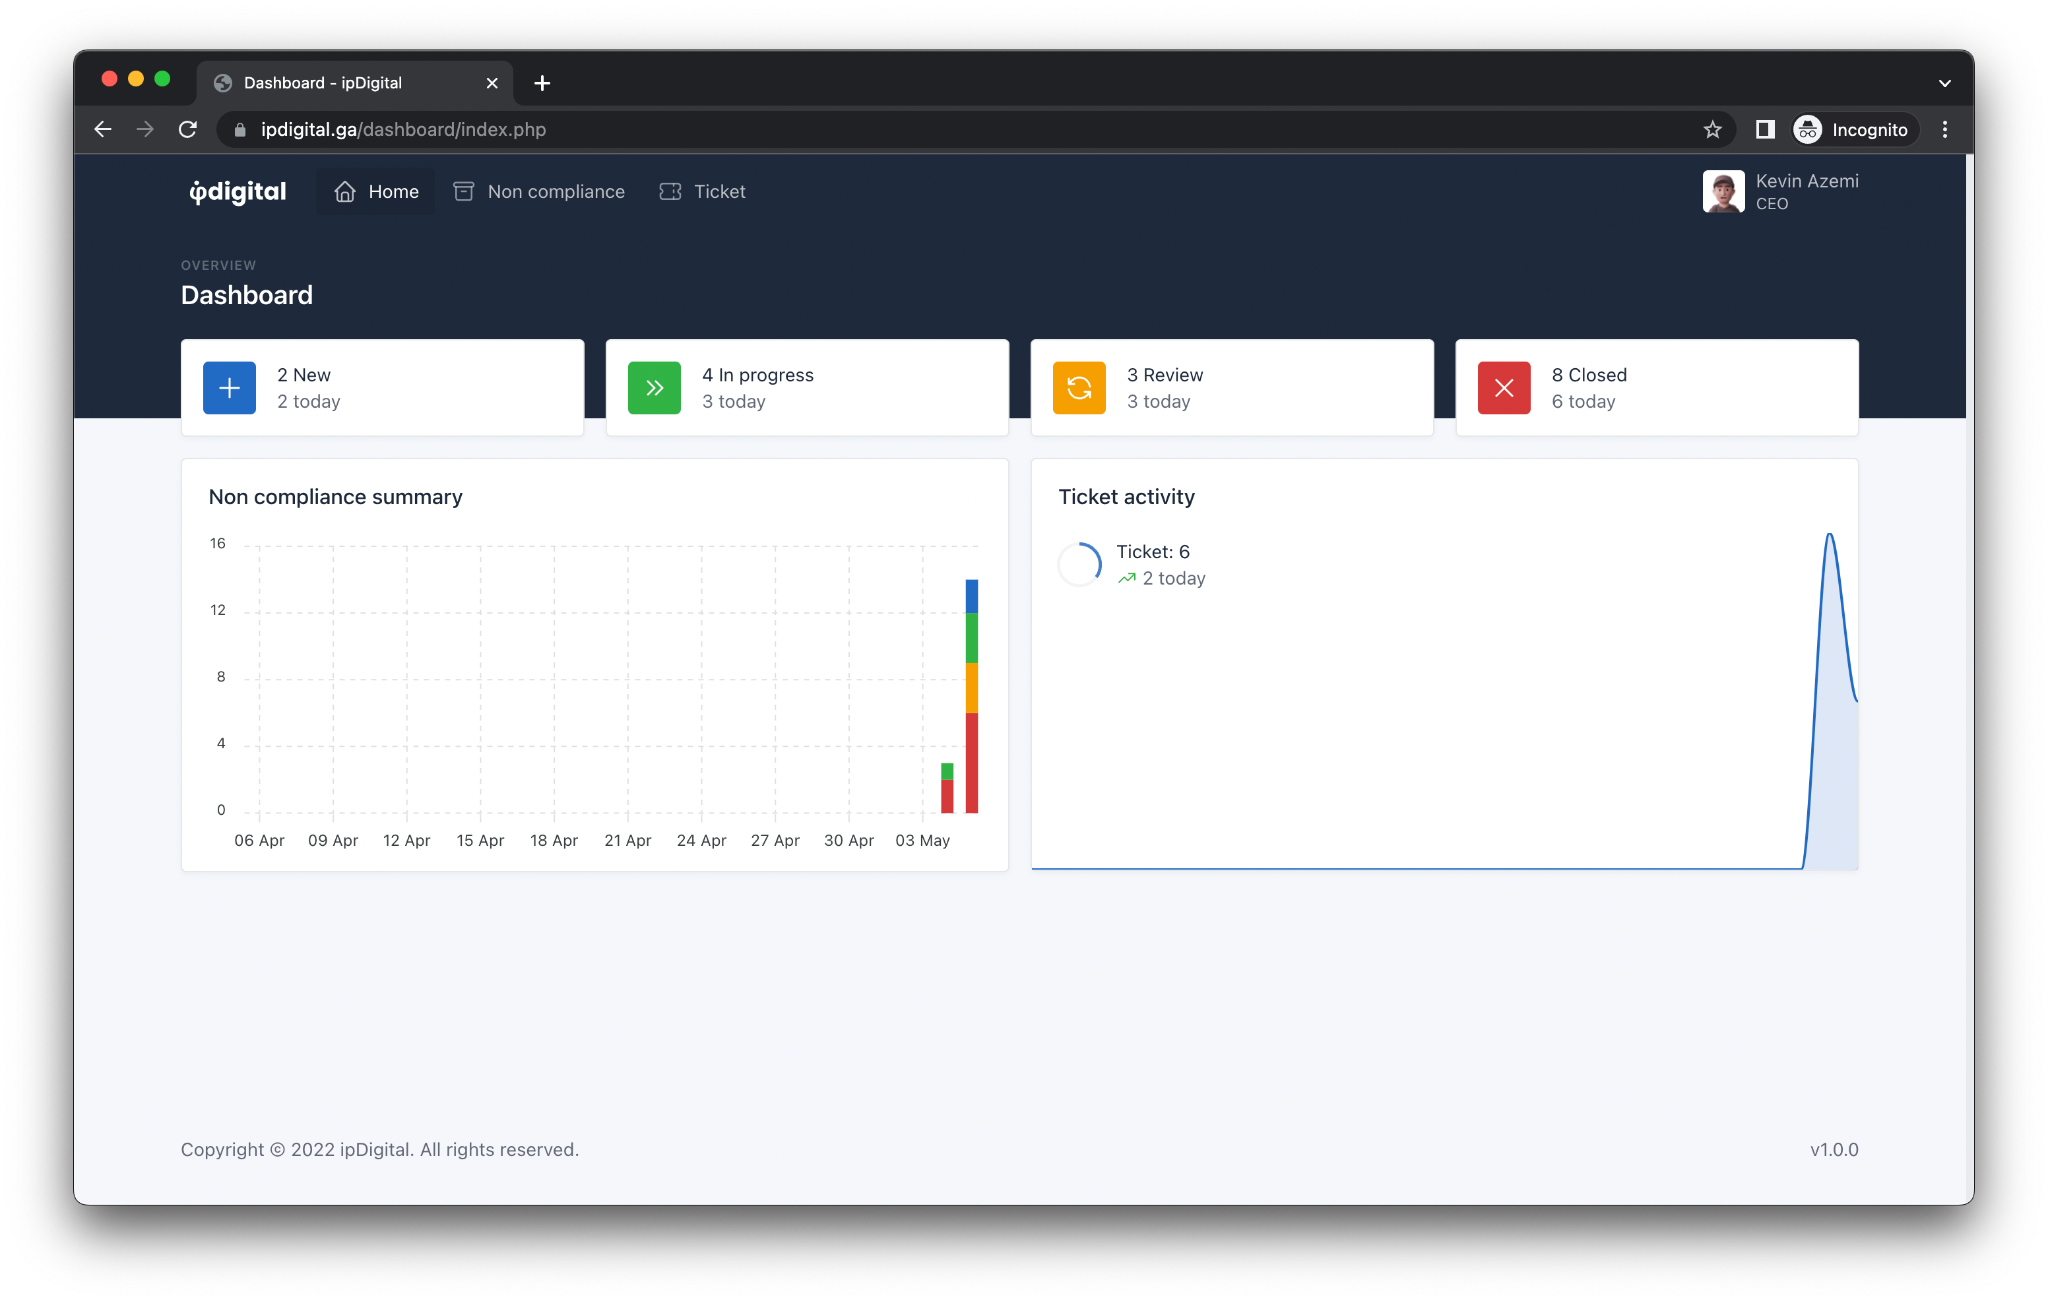 Dashboard - ipDigital
ipdigital.ga/dashboard/index.php
Incognito
ipdigital
Home
Non compliance
Ticket
Kevin Azemi
CEO
OVERVIEW
Dashboard
2 New
2 today
4 In progress
3 today
3 Review
3 today
8 Closed
6 today
Non compliance summary
16
12
8
4
0
06 Apr 09 Apr 12 Apr 15 Apr 18 Apr 21 Apr 24 Apr 27 Apr 30 Apr 03 May
Ticket activity
Ticket: 6
2 today
Copyright © 2022 ipDigital. All rights reserved.
v1.0.0